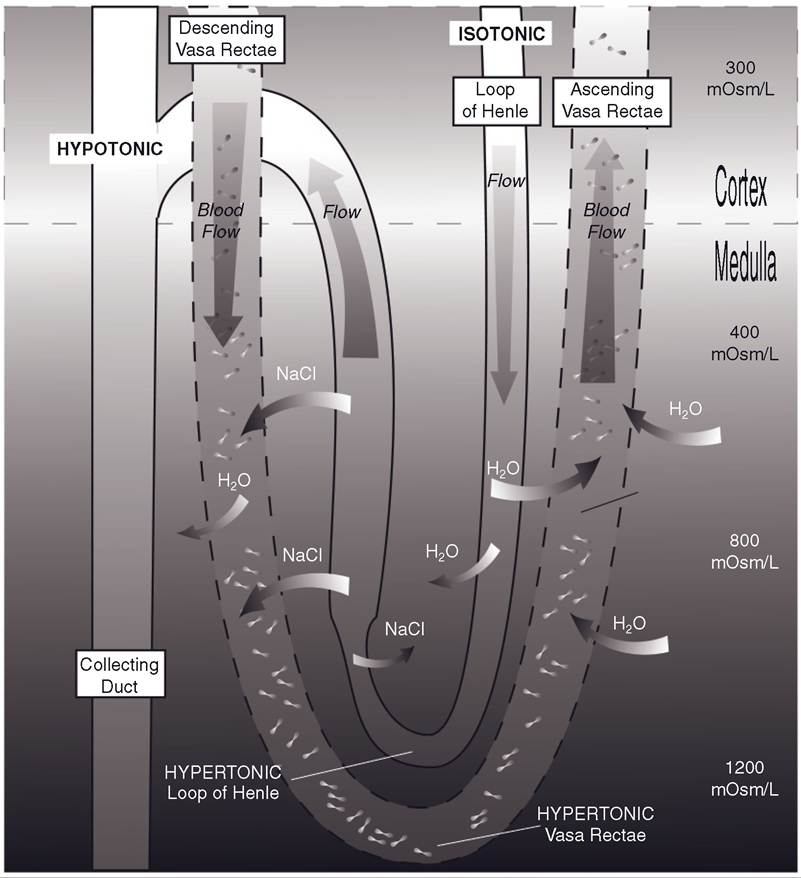 Descending
Vasa Rectae
ISOTONIC
300
mOsm/L
Loop
of Henle
Ascending
Vasa Rectae
HYPOTONIC
Flow
Cortex
Blood
Flow
Flow
Blood
Flow
Medulla
400
mOsm/L
NaCl
H₂O
H₂O
H₂O
800
mOsm/L
NaCl
H₂O
NaCl
H₂O
Collecting
Duct
1200
mOsm/L
HYPERTONIC
Loop of Henle
HYPERTONIC
Vasa Rectae